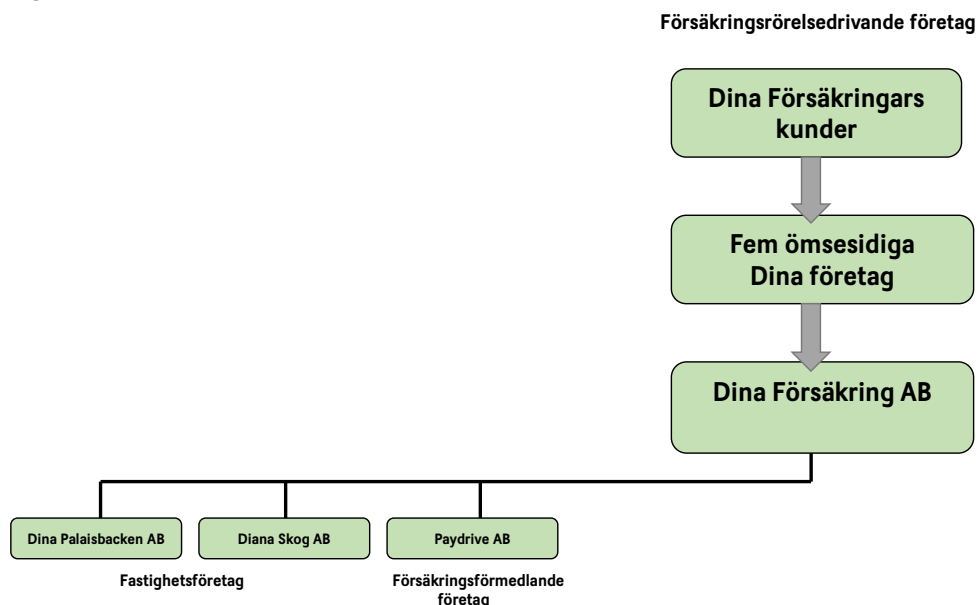 Försäkringsrörelsedrivande företag
Dina Försäkringars
kunder
Fem ömsesidiga
Dina företag
Dina Försäkring AB
Dina Palaisbacken AB
Diana Skog AB
Paydrive AB
Fastighetsföretag
Försäkringsförmedlande
företag